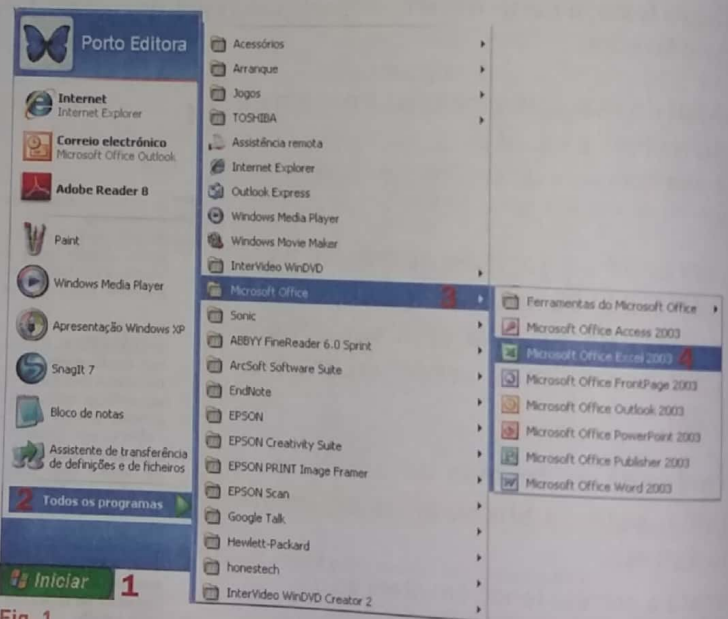 Porto Editora
Internet
Internet Explorer
Correio electrónico
Microsoft Office Outlook
Adobe Reader 8
Paint
Windows Media Player
Apresentação Windows XP
SnagIt 7
Bloco de notas
Assistente de transferência
de definições e de ficheiros
2 Todos os programas
Iniciar 1
Acessórios
Arranque
Jogos
TOSHIBA
Assistência remota
Internet Explorer
Outlook Express
Windows Media Player
Windows Movie Maker
InterVideo WinDVD
Microsoft Office 3
Sonic
ABBYY FineReader 6.0 Sprint
ArcSoft Software Suite
EndNote
EPSON
EPSON Creativity Suite
EPSON PRINT Image Framer
EPSON Scan
Google Talk
Hewlett-Packard
honestech
InterVideo WinDVD Creator 2
Ferramentas do Microsoft Office
Microsoft Office Access 2003
Microsoft Office Excel 2003 4
Microsoft Office FrontPage 2003
Microsoft Office Outlook 2003
Microsoft Office PowerPoint 2003
Microsoft Office Publisher 2003
Microsoft Office Word 2003
Fig. 1